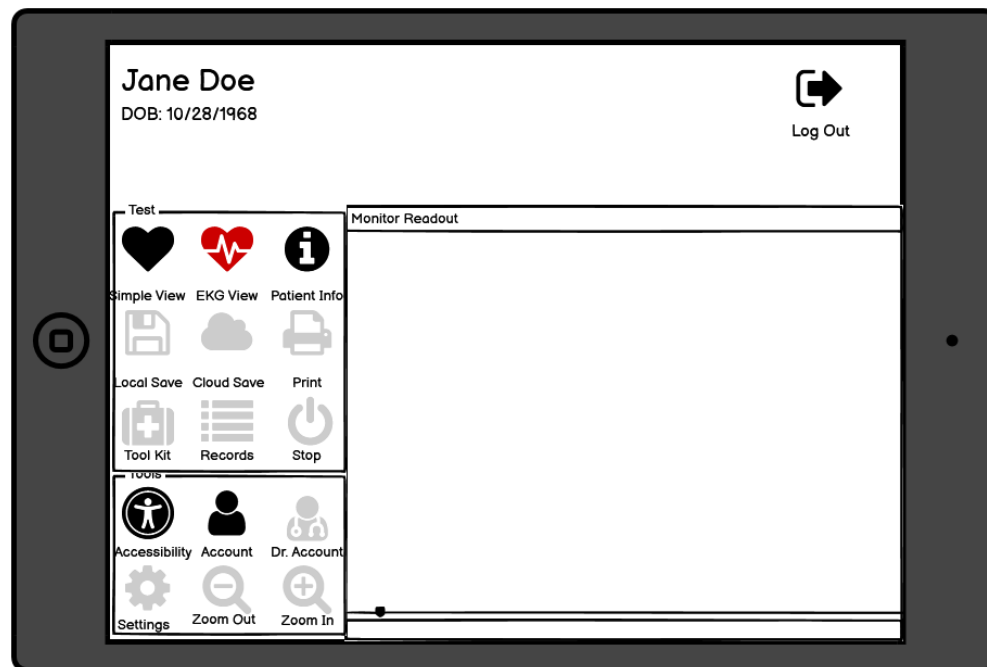 Jane Doe
DOB: 10/28/1968
Log Out
Test
Monitor Readout
Simple View EKG View Patient Info
Local Save Cloud Save Print
Tool Kit Records Stop
Tools
Accessibility Account Dr. Account
Settings Zoom Out Zoom In